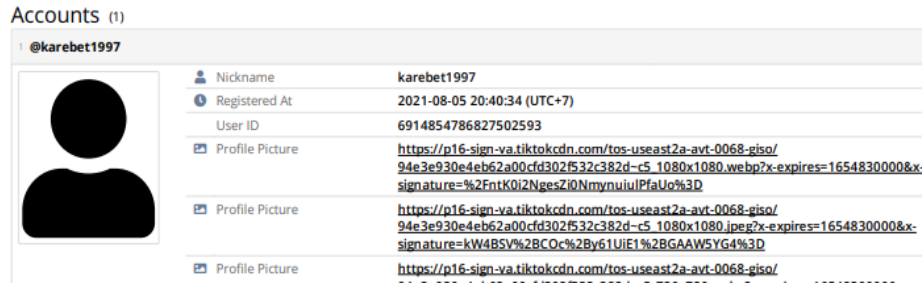 Accounts (1)
1 @karebet1997
Nickname karebet1997
Registered At 2021-08-05 20:40:34 (UTC+7)
User ID 6914854786827502593
Profile Picture https://p16-sign-va.tiktokcdn.com/tos-useast2a-avt-0068-giso/
94e3e930e4eb62a00cfd302f532c382d~c5_1080x1080.webp?x-expires=1654830000&x-
signature=%2FntK0i2NgesZi0NmynuiuIPfaUo%3D
Profile Picture https://p16-sign-va.tiktokcdn.com/tos-useast2a-avt-0068-giso/
94e3e930e4eb62a00cfd302f532c382d~c5_1080x1080.jpeg?x-expires=1654830000&x-
signature=kW4BSV%2BCOc%2By61UiE1%2BGAAW5YG4%3D
Profile Picture https://p16-sign-va.tiktokcdn.com/tos-useast2a-avt-0068-giso/